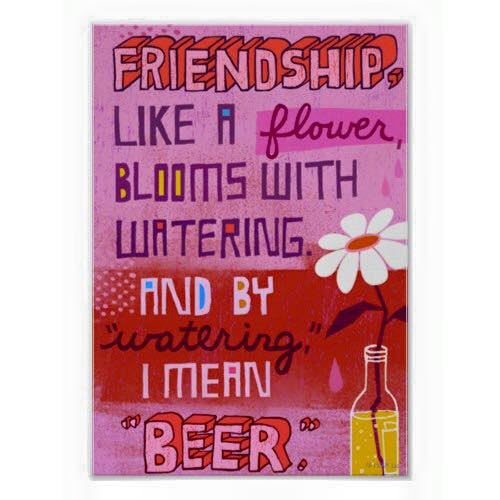 FRIENDSHIP,
LIKE A flower,
BLOOMS WITH
WATERING.
AND BY
"watering,"
I MEAN
"BEER."